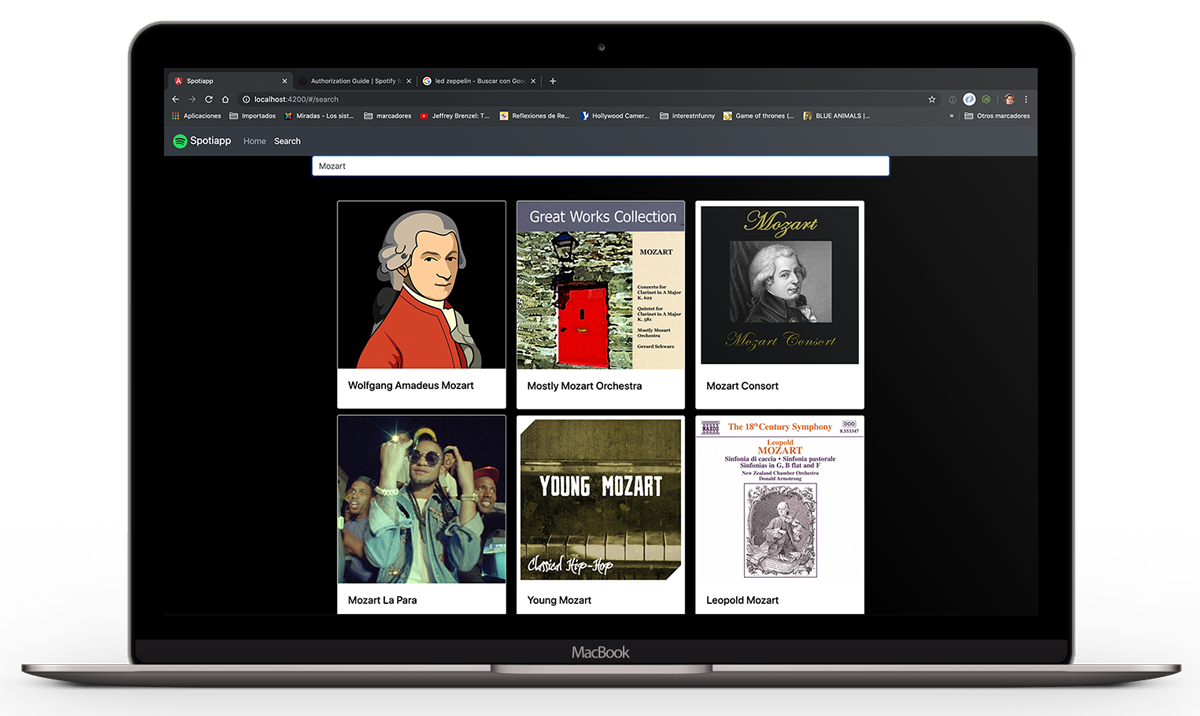 Spotiapp
Authorization Guide | Spotify f
led zeppelin - Buscar con Goo
localhost:4200/#/search
Aplicaciones
Importados
Miradas - Los sist...
marcadores
Jeffrey Brenzel: T...
Reflexiones de Re...
Hollywood Camer...
interestnfunny
Game of thrones (...
BLUE ANIMALS |...
»
Otros marcadores
Spotiapp
Home
Search
Mozart
Great Works Collection
MOZART
Concerto for
Clarinet in A Major
K. 622
Quintet for
Clarinet in A Major
K. 581
Mostly Mozart
Orchestra
Gerard Schwarz
Mozart
Mozart Consort
Wolfgang Amadeus Mozart
Mostly Mozart Orchestra
Mozart Consort
YOUNG MOZART
Classical Hip-Hop
NAXOS
The 18th Century Symphony
DDD
8.553347
Leopold
MOZART
Sinfonia di caccia • Sinfonia pastorale
Sinfonias in G, B flat and F
New Zealand Chamber Orchestra
Donald Armstrong
Mozart La Para
Young Mozart
Leopold Mozart
MacBook